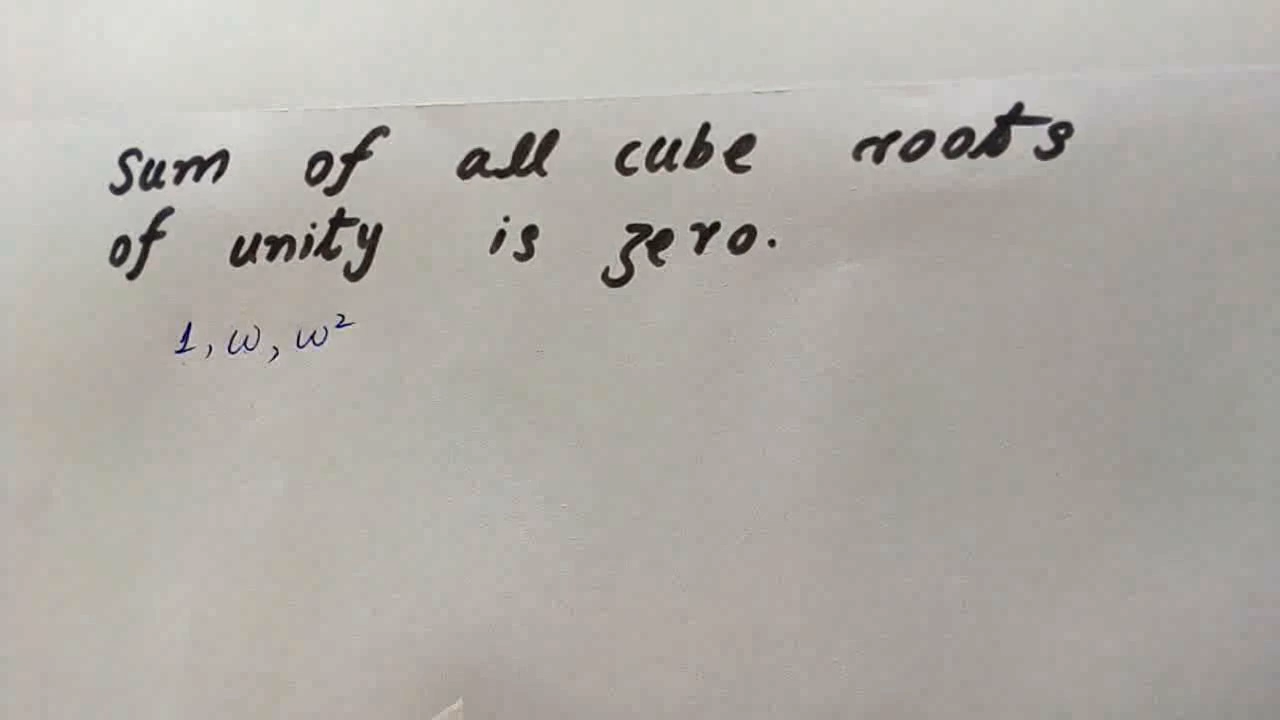 Sum of all cube roots
of unity is zero.
1, ω, ω²